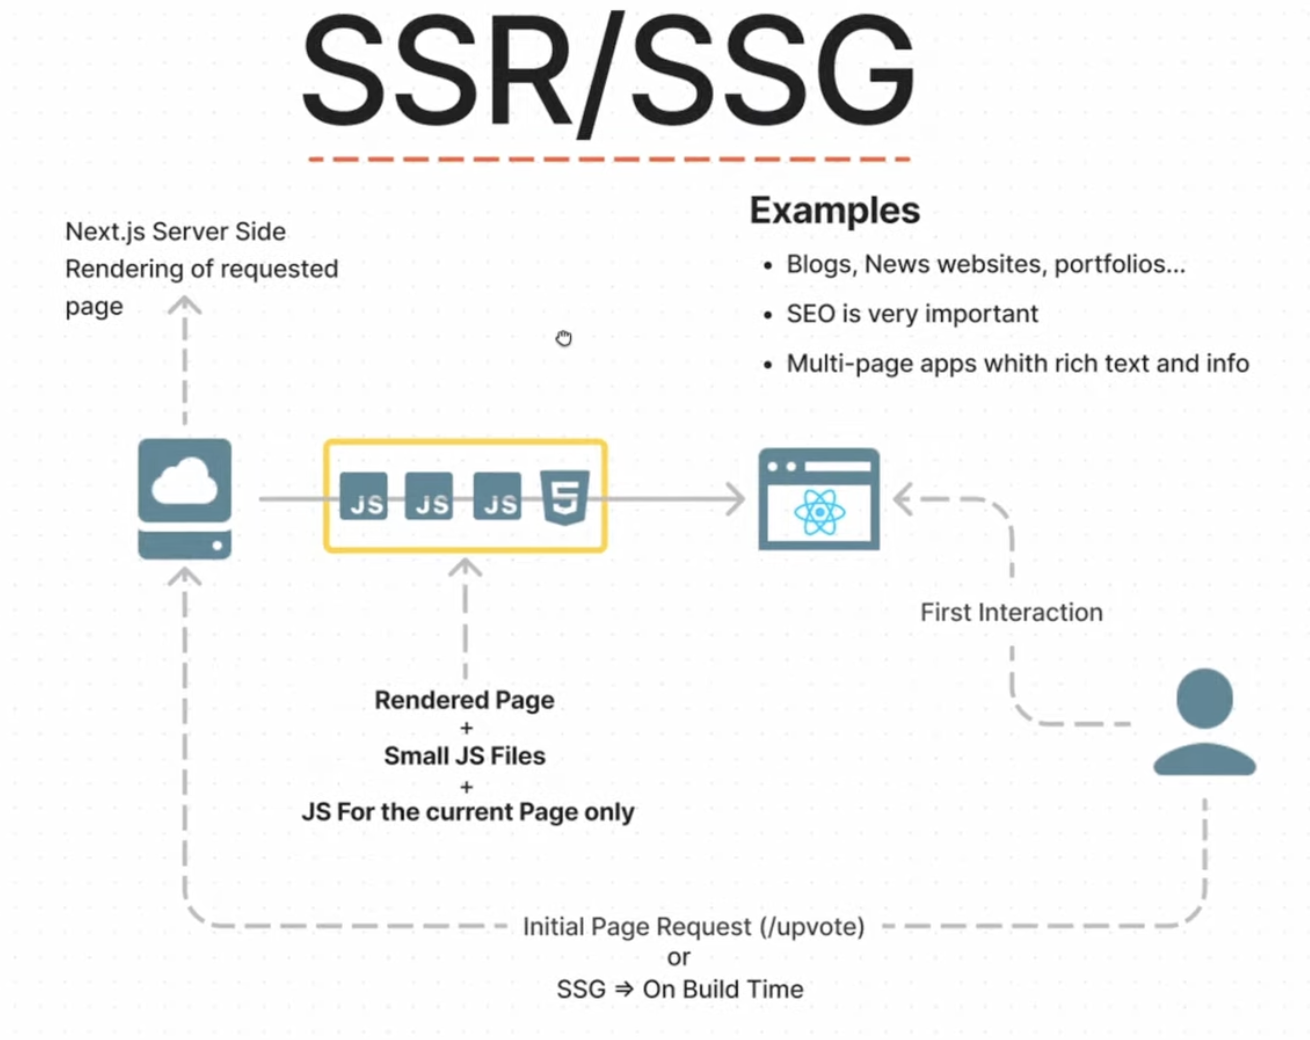 SSR/SSG
Next.js Server Side
Rendering of requested
page
Examples
• Blogs, News websites, portfolios...
• SEO is very important
• Multi-page apps whith rich text and info
JS JS JS 5
First Interaction
Rendered Page
+
Small JS Files
+
JS For the current Page only
Initial Page Request (/upvote)
or
SSG ⇒ On Build Time